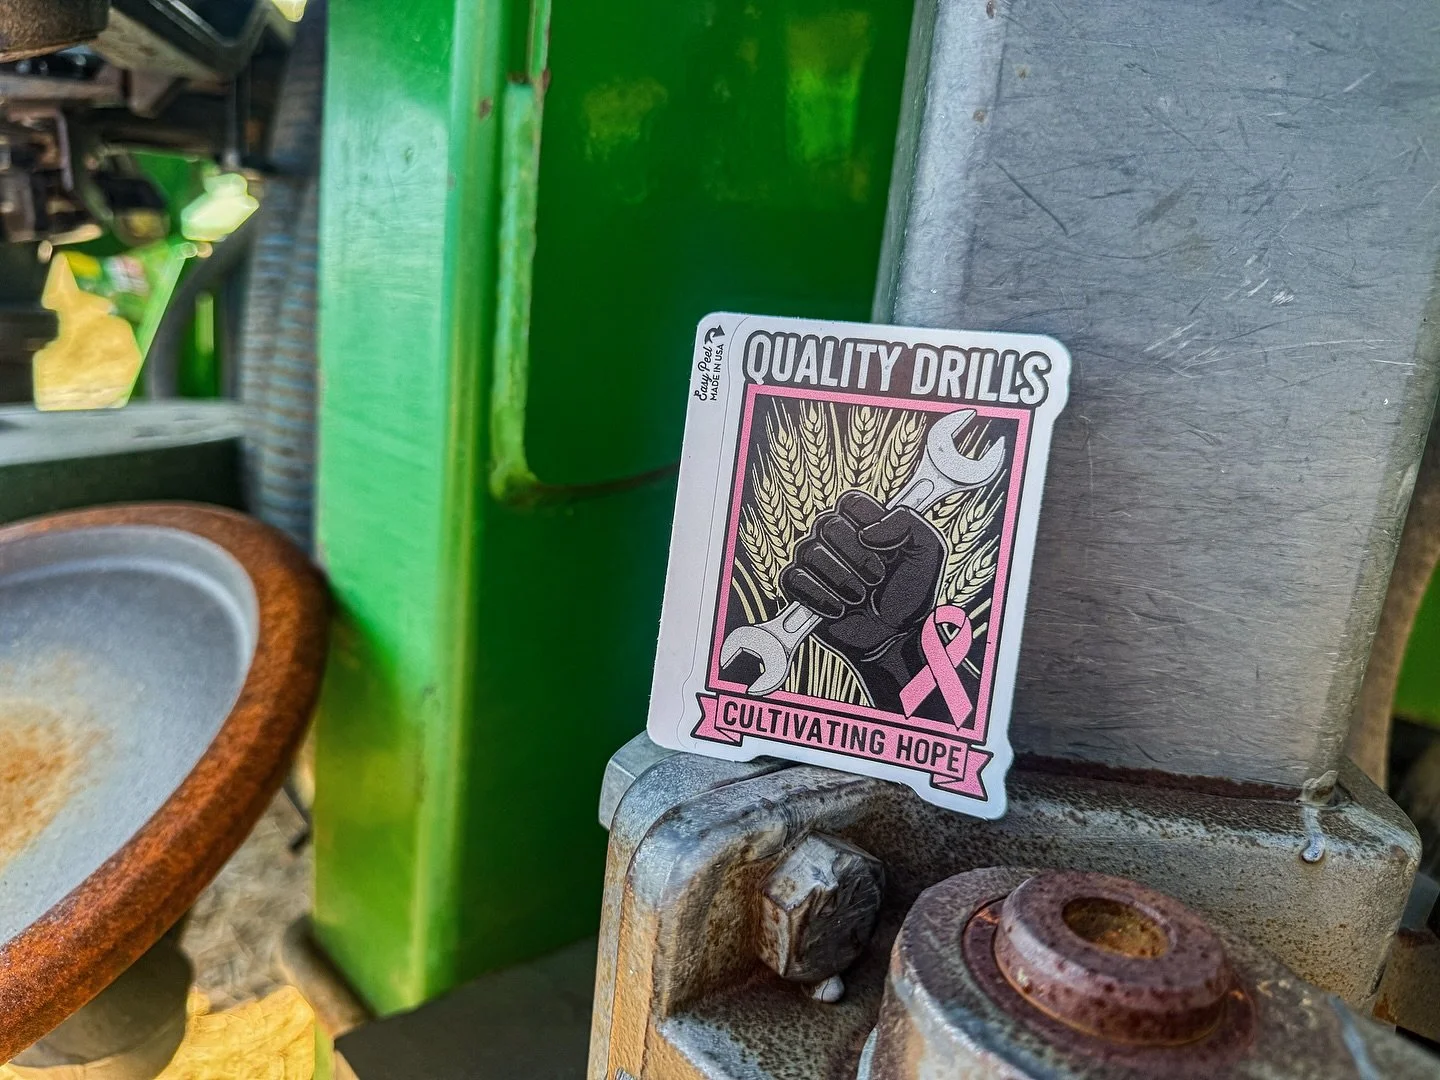 QUALITY DRILLS
Easy Peel
MADE IN USA
CULTIVATING HOPE